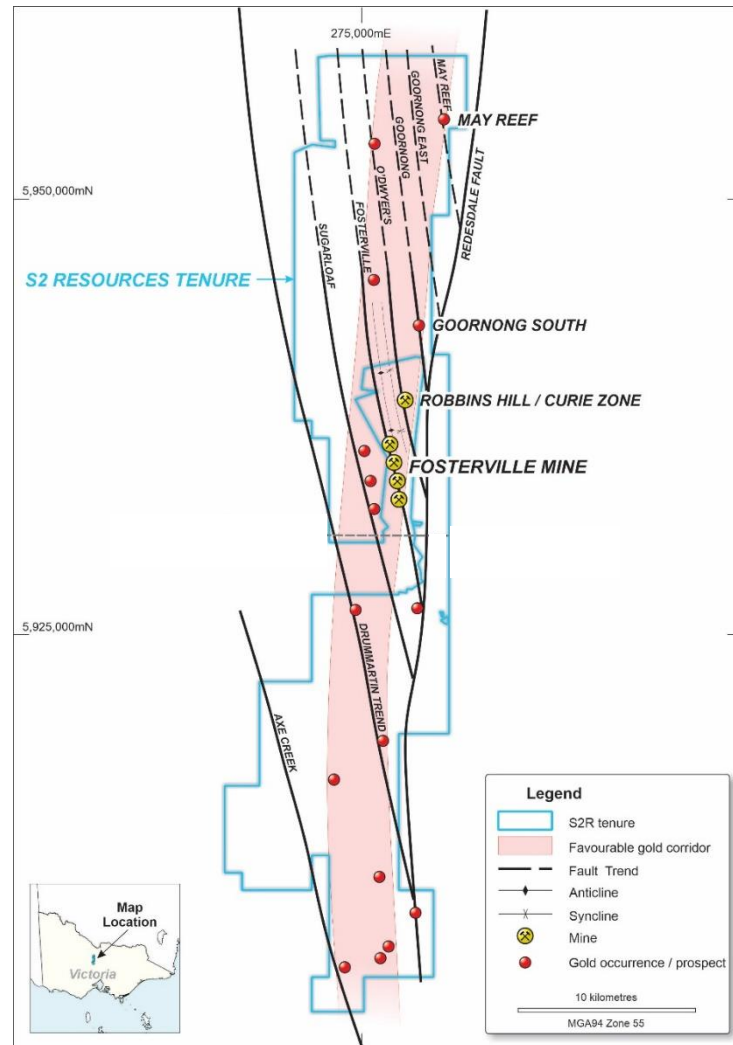 275,000mE
MAY REEF
MAY REEF
GOORNONG EAST
GOORNONG
O'DWYER'S
FOSTERVILLE
SUGARLOAF
REDESDALE FAULT
5,950,000mN
S2 RESOURCES TENURE
GOORNONG SOUTH
ROBBINS HILL / CURIE ZONE
FOSTERVILLE MINE
5,925,000mN
DRUMMARTIN TREND
AXE CREEK
Legend
S2R tenure
Favourable gold corridor
Fault Trend
Anticline
Syncline
Mine
Gold occurrence / prospect
10 kilometres
MGA94 Zone 55
Map
Location
Victoria